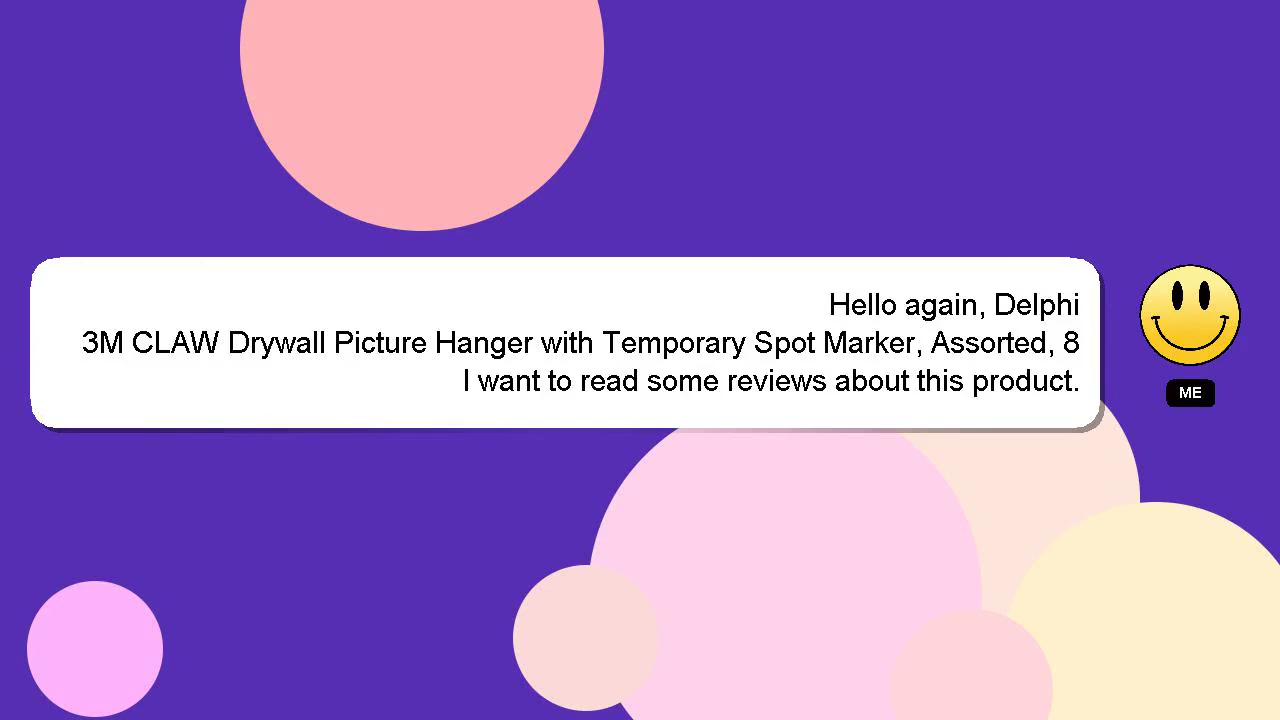 Hello again, Delphi
3M CLAW Drywall Picture Hanger with Temporary Spot Marker, Assorted, 8
I want to read some reviews about this product.
ME